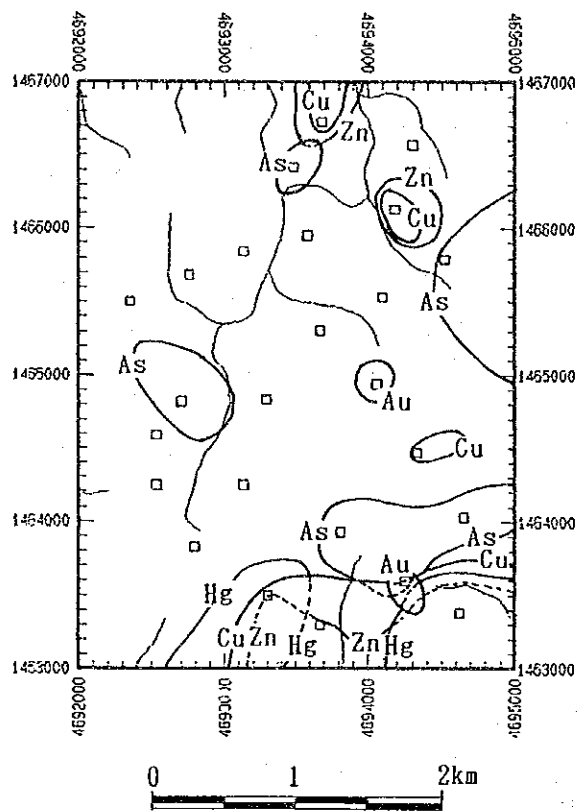 4692000 4693000 4694000 4695000
1467000 1467000
Cu
Zn
As
Zn
1466000 Cu 1466000
As
As
1465000 1465000
Au
Cu
1464000 1464000
As As
Au Cu
Hg
Cu Zn Hg Zn Hg
1463000 1463000
4692000 4693000 4694000 4695000
0 1 2km